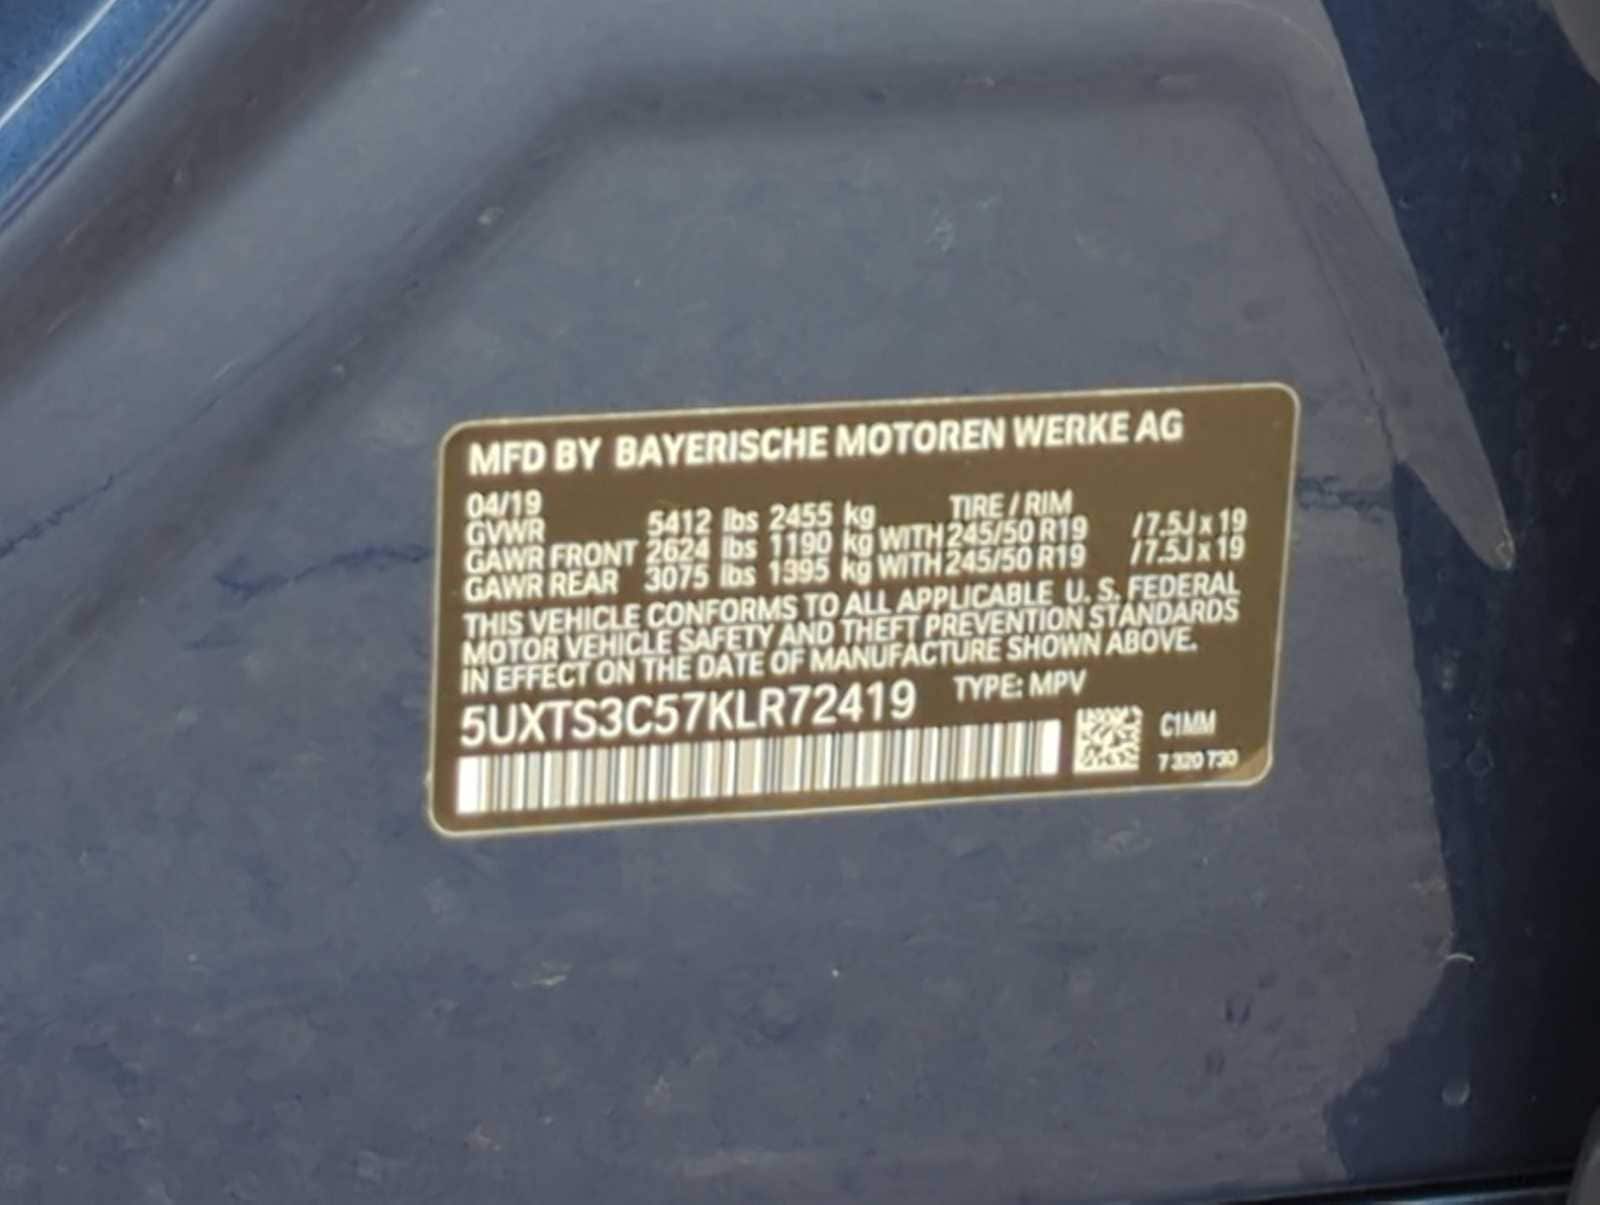 MFD BY BAYERISCHE MOTOREN WERKE AG
04/19 TIRE / RIM
GVWR 5412 lbs 2455 kg
GAWR FRONT 2624 lbs 1190 kg WITH 245/50 R19 / 7.5J x 19
GAWR REAR 3075 lbs 1395 kg WITH 245/50 R19 / 7.5J x 19
THIS VEHICLE CONFORMS TO ALL APPLICABLE U. S. FEDERAL
MOTOR VEHICLE SAFETY AND THEFT PREVENTION STANDARDS
IN EFFECT ON THE DATE OF MANUFACTURE SHOWN ABOVE.
5UXTS3C57KLR72419 TYPE: MPV
C1MM
7 320 730